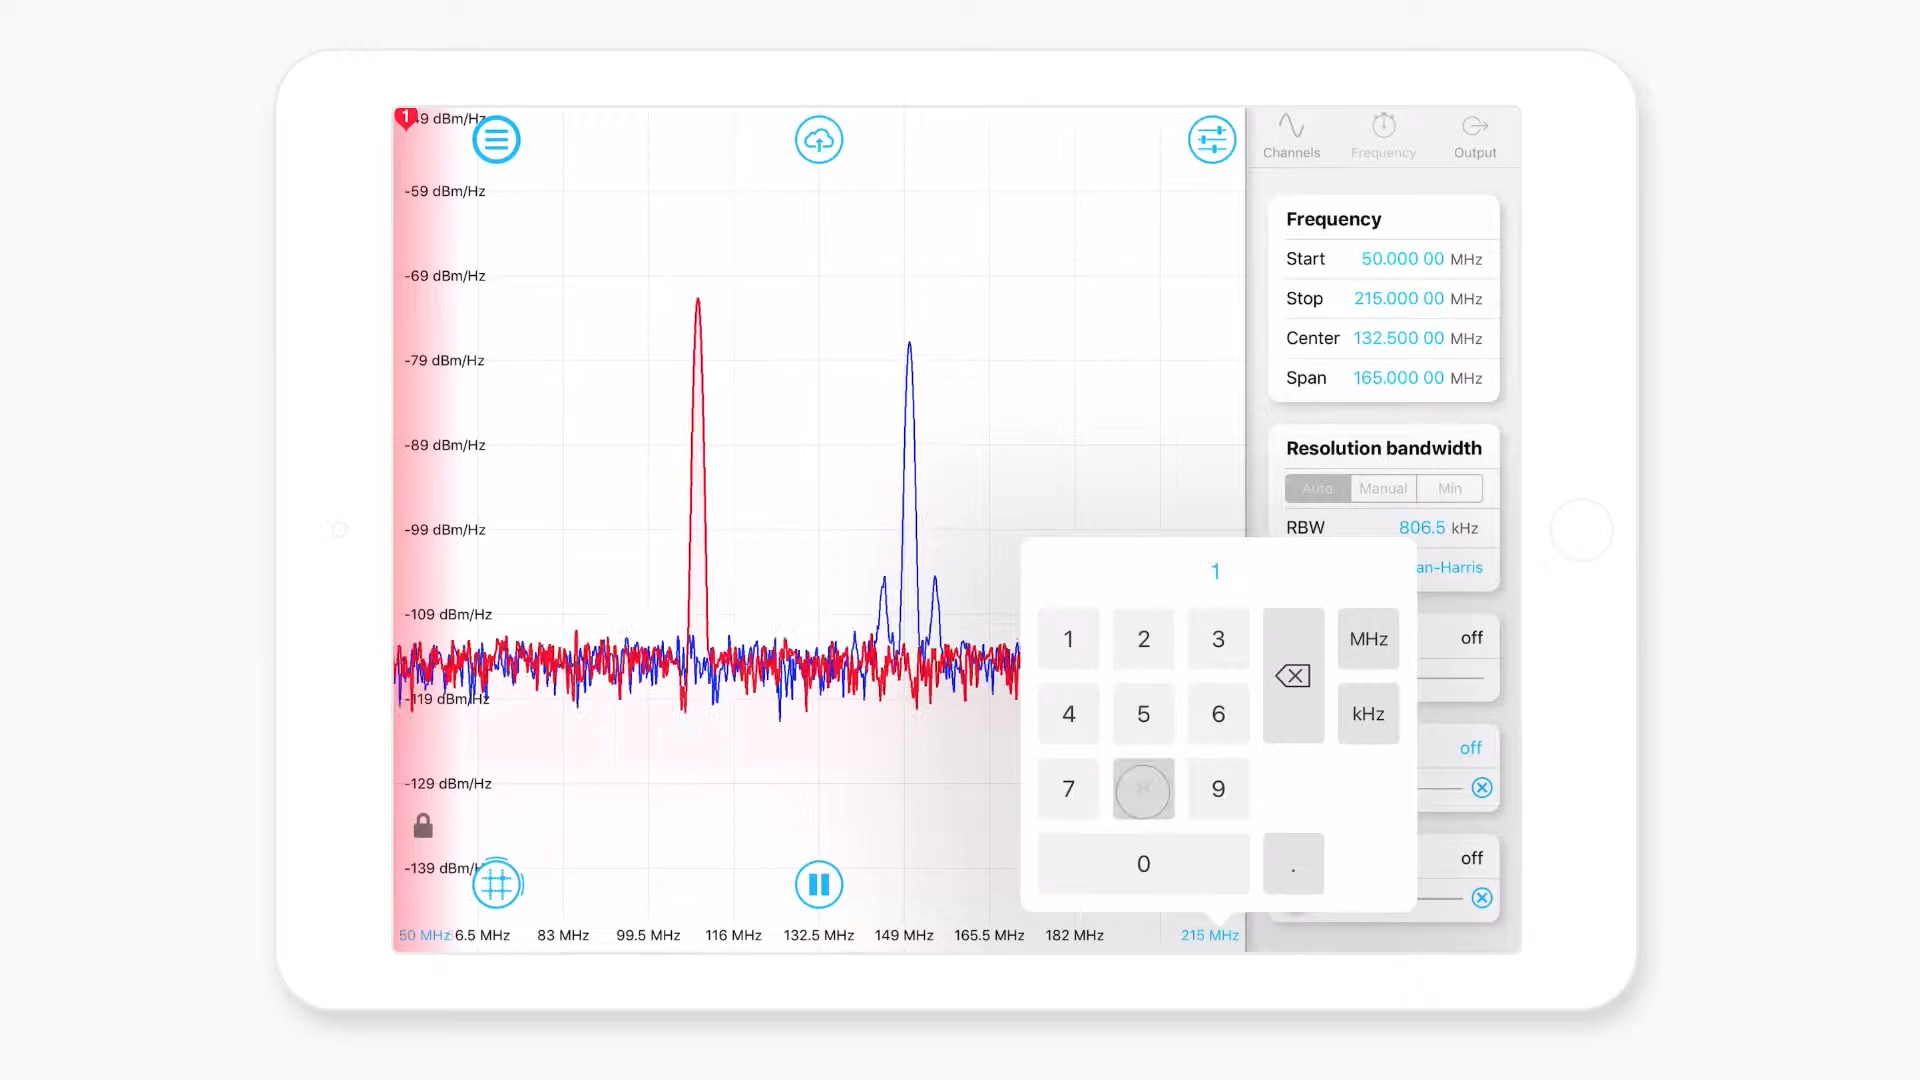 1
9 dBm/Hz
-59 dBm/Hz
-69 dBm/Hz
-79 dBm/Hz
-89 dBm/Hz
-99 dBm/Hz
-109 dBm/Hz
-119 dBm/Hz
-129 dBm/Hz
-139 dBm/H
50 MHz
6.5 MHz
83 MHz
99.5 MHz
116 MHz
132.5 MHz
149 MHz
165.5 MHz
182 MHz
215 MHz
Channels
Frequency
Output
Frequency
Start 50.000 00 MHz
Stop 215.000 00 MHz
Center 132.500 00 MHz
Span 165.000 00 MHz
Resolution bandwidth
Auto Manual Min
RBW 806.5 kHz
an-Harris
off
off
off
1
1 2 3 MHz
4 5 6 kHz
7 9
0 .